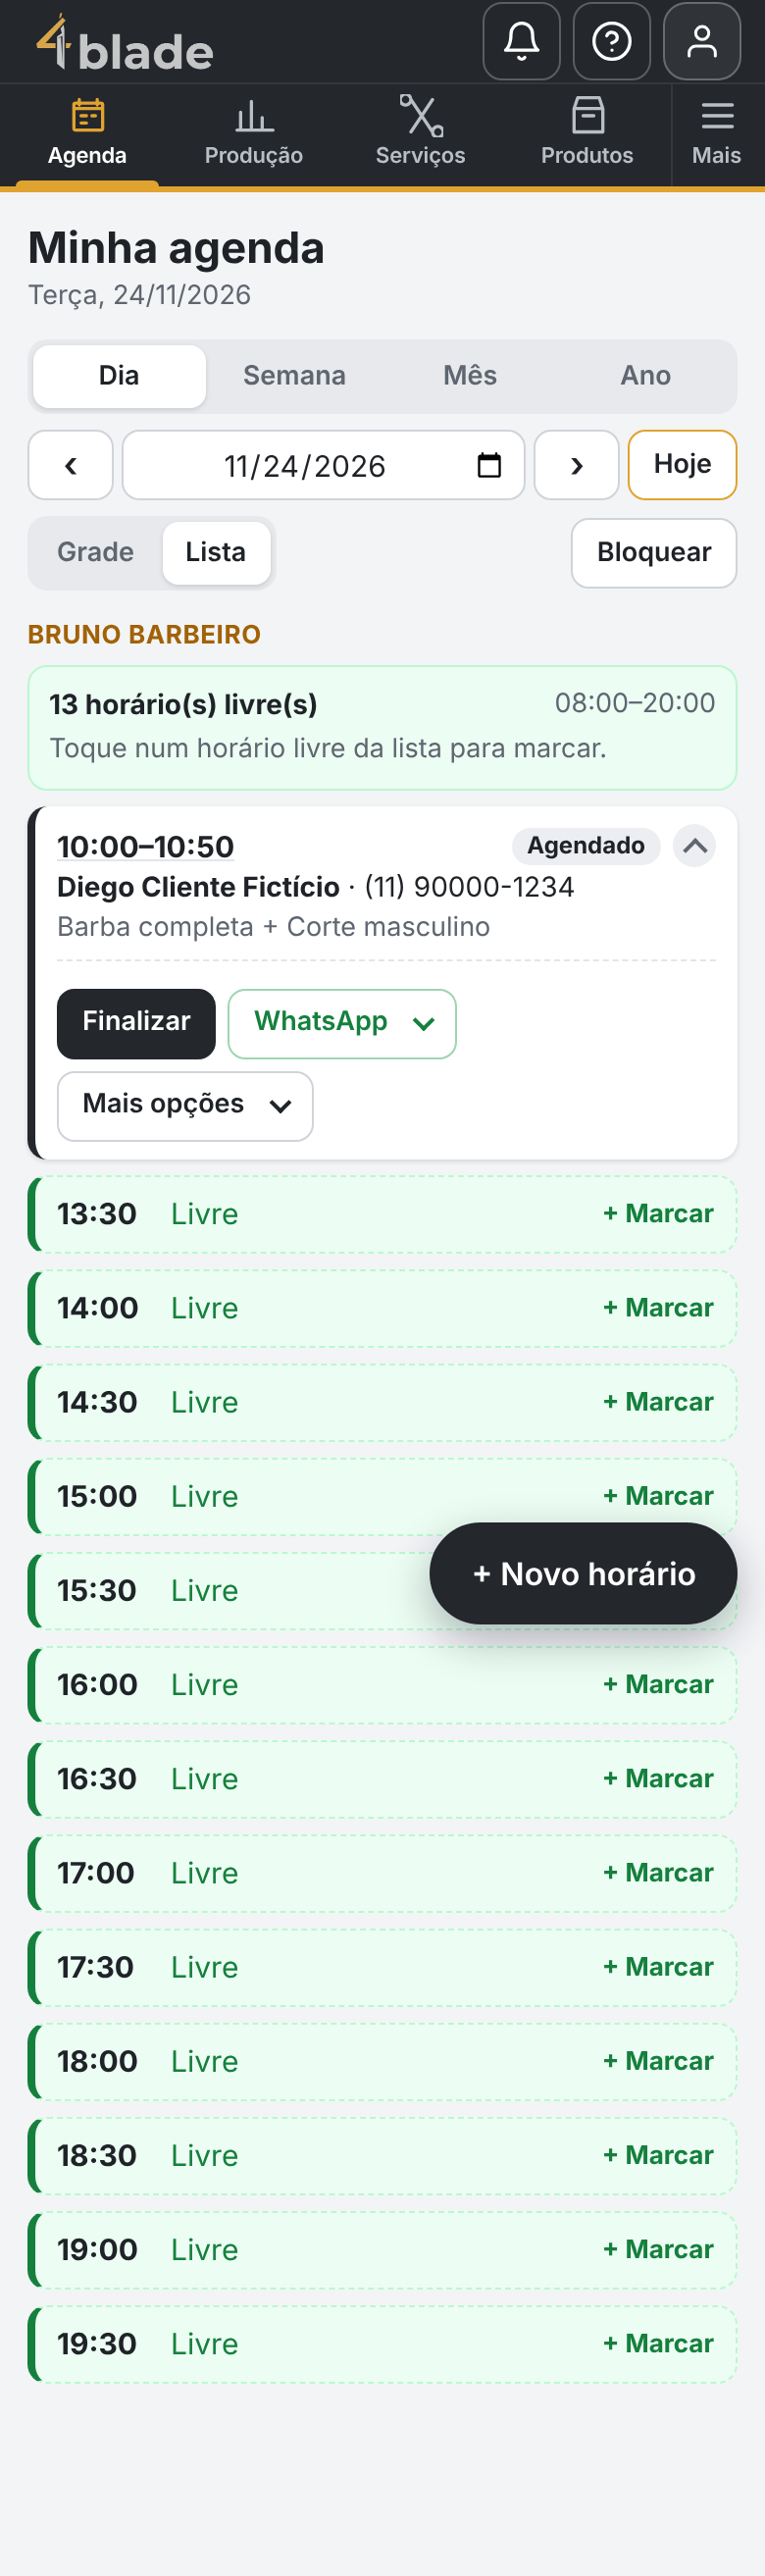 4blade
Agenda Produção Serviços Produtos Mais
Minha agenda
Terça, 24/11/2026
Dia Semana Mês Ano
‹ 11/24/2026 › Hoje
Grade Lista Bloquear
BRUNO BARBEIRO
13 horário(s) livre(s) 08:00–20:00
Toque num horário livre da lista para marcar.
10:00–10:50 Agendado
Diego Cliente Fictício · (11) 90000-1234
Barba completa + Corte masculino
Finalizar WhatsApp
Mais opções
13:30 Livre + Marcar
14:00 Livre + Marcar
14:30 Livre + Marcar
15:00 Livre + Marcar
15:30 Livre
+ Novo horário
16:00 Livre + Marcar
16:30 Livre + Marcar
17:00 Livre + Marcar
17:30 Livre + Marcar
18:00 Livre + Marcar
18:30 Livre + Marcar
19:00 Livre + Marcar
19:30 Livre + Marcar